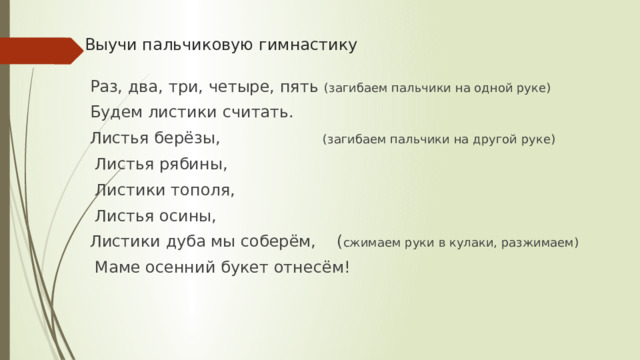 Выучи пальчиковую гимнастику
Раз, два, три, четыре, пять (загибаем пальчики на одной руке)
Будем листики считать.
Листья берёзы, (загибаем пальчики на другой руке)
Листья рябины,
Листики тополя,
Листья осины,
Листики дуба мы соберём, (сжимаем руки в кулаки, разжимаем)
Маме осенний букет отнесём!